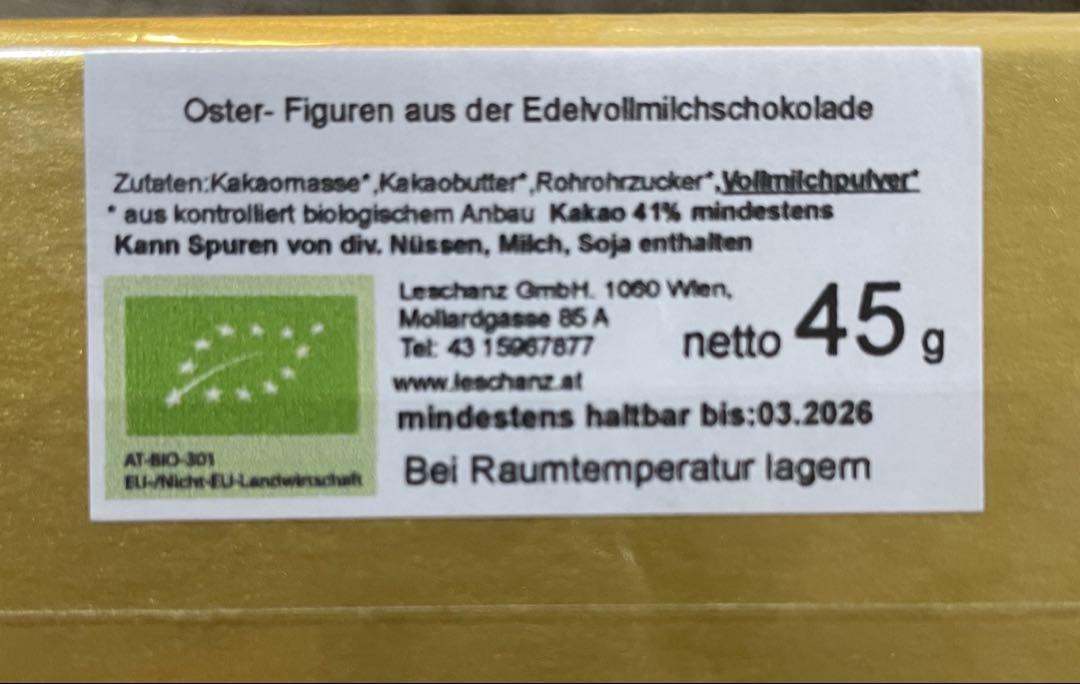 Oster- Figuren aus der Edelvollmilchschokolade
Zutaten:Kakaomasse*,Kakaobutter*,Rohrohrzucker*,Vollmilchpulver*
* aus kontrolliert biologischem Anbau Kakao 41% mindestens
Kann Spuren von div. Nüssen, Milch, Soja enthalten
Leschanz GmbH. 1060 Wien,
Mollardgasse 85 A
Tel: 43 15967877
netto 45 g
www.leschanz.at
mindestens haltbar bis:03.2026
AT-BIO-301
EU-/Nicht-EU-Landwirtschaft
Bei Raumtemperatur lagern